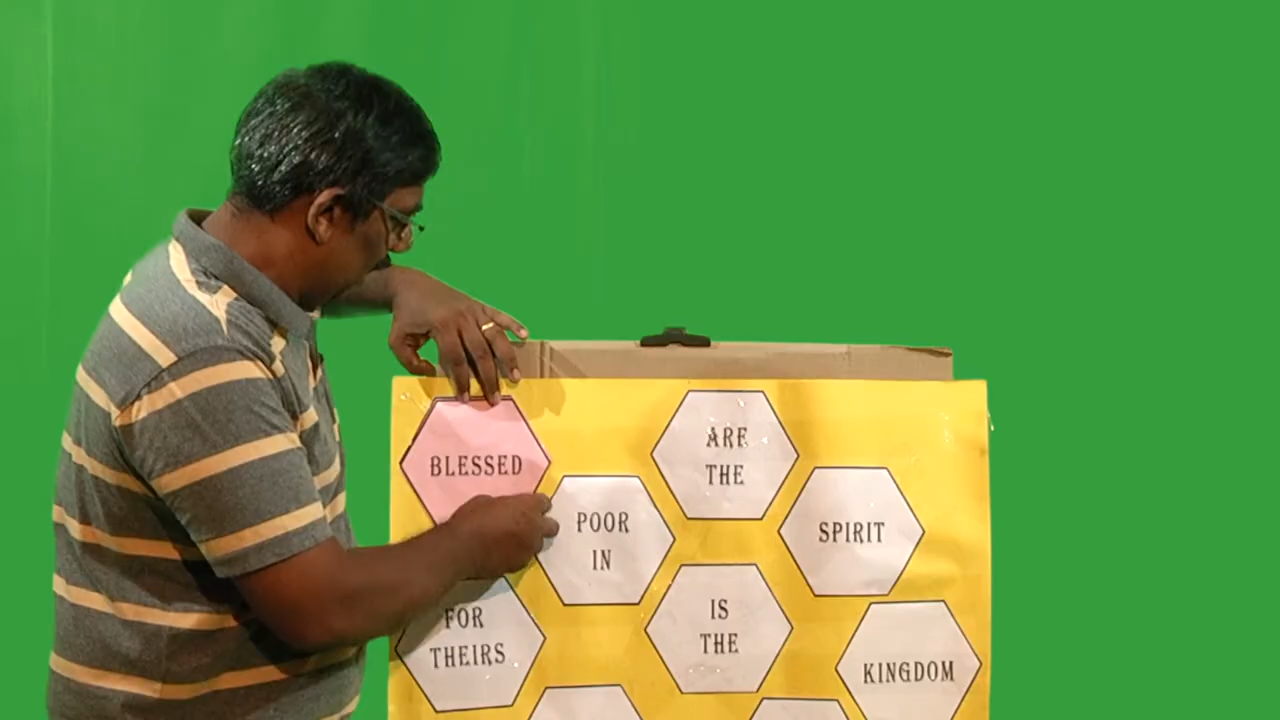 BLESSED
ARE
THE
POOR
IN
SPIRIT
FOR
THEIRS
IS
THE
KINGDOM